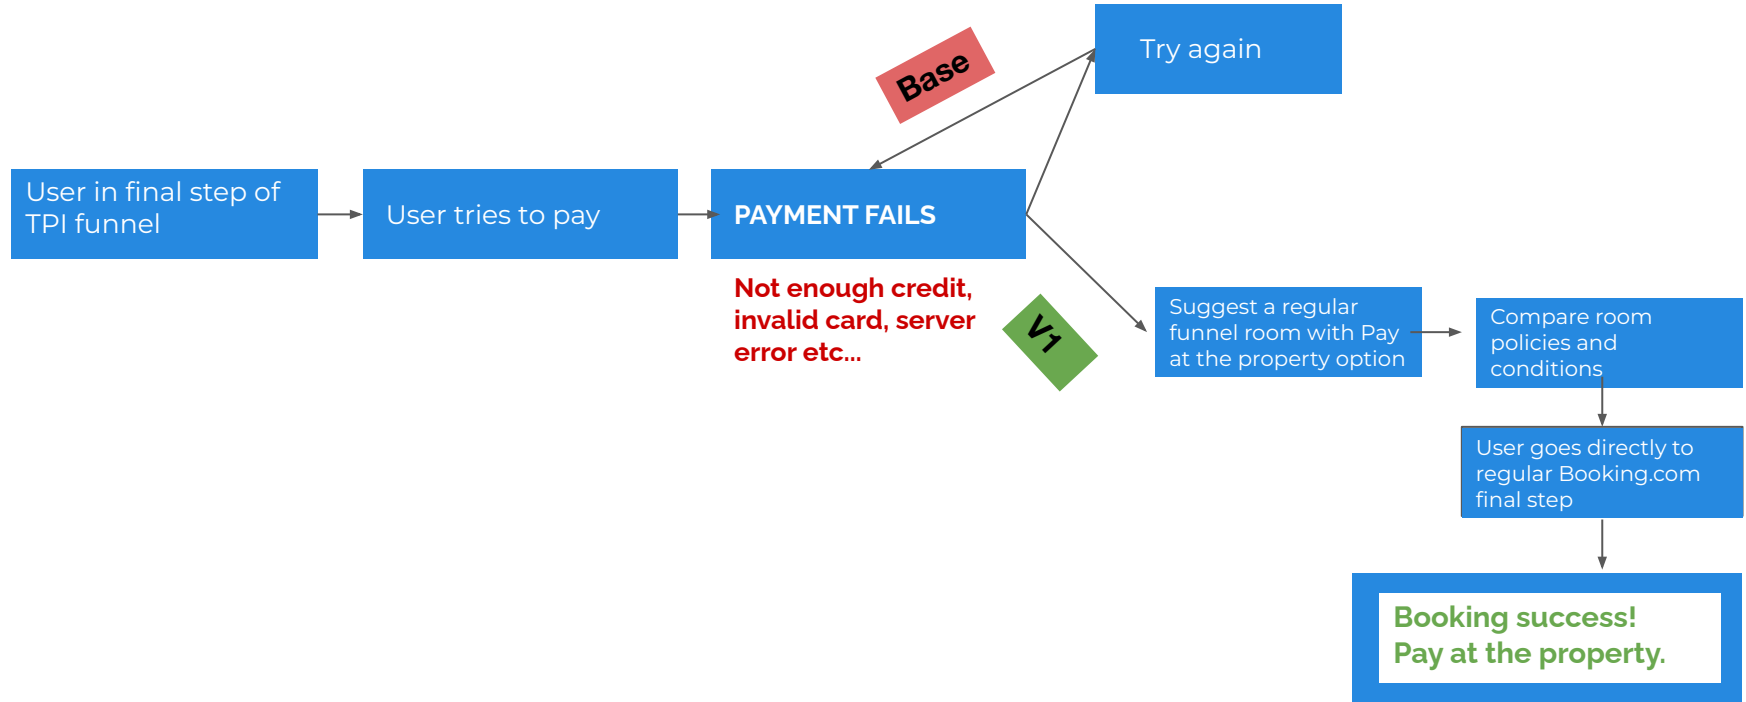 Try again
Base
User in final step of
TPI funnel
User tries to pay
PAYMENT FAILS
Not enough credit,
invalid card, server
error etc...
V1
Suggest a regular
funnel room with Pay
at the property option
Compare room
policies and
conditions
User goes directly to
regular Booking.com
final step
Booking success!
Pay at the property.